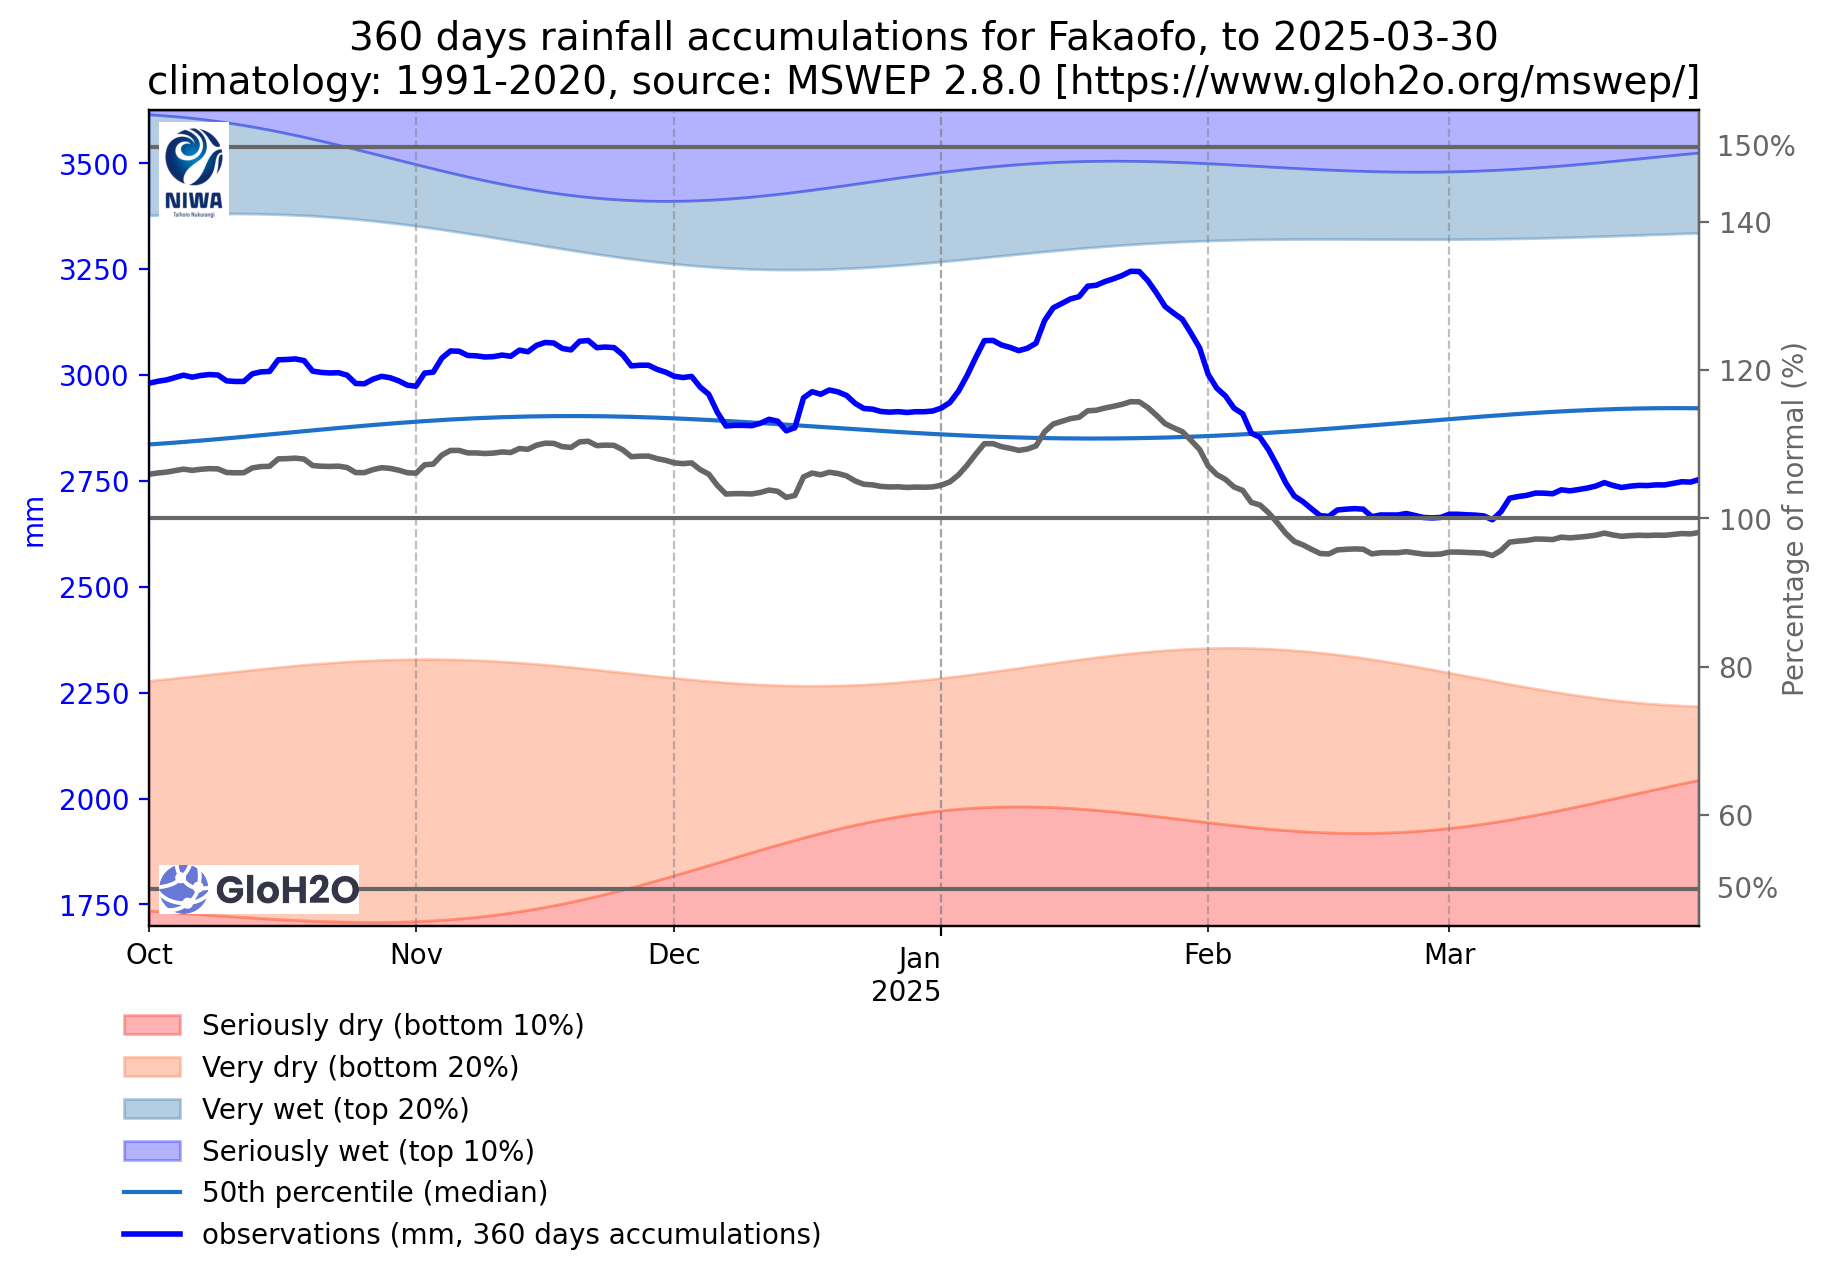 360 days rainfall accumulations for Fakaofo, to 2025-03-30
climatology: 1991-2020, source: MSWEP 2.8.0 [https://www.gloh2o.org/mswep/]
NIWA
Taihoro Nukurangi
3500
3250
3000
2750
2500
2250
2000
1750
mm
150%
140
120
100
80
60
50%
Percentage of normal (%)
GloH2O
Oct
Nov
Dec
Jan
2025
Feb
Mar
Seriously dry (bottom 10%)
Very dry (bottom 20%)
Very wet (top 20%)
Seriously wet (top 10%)
50th percentile (median)
observations (mm, 360 days accumulations)